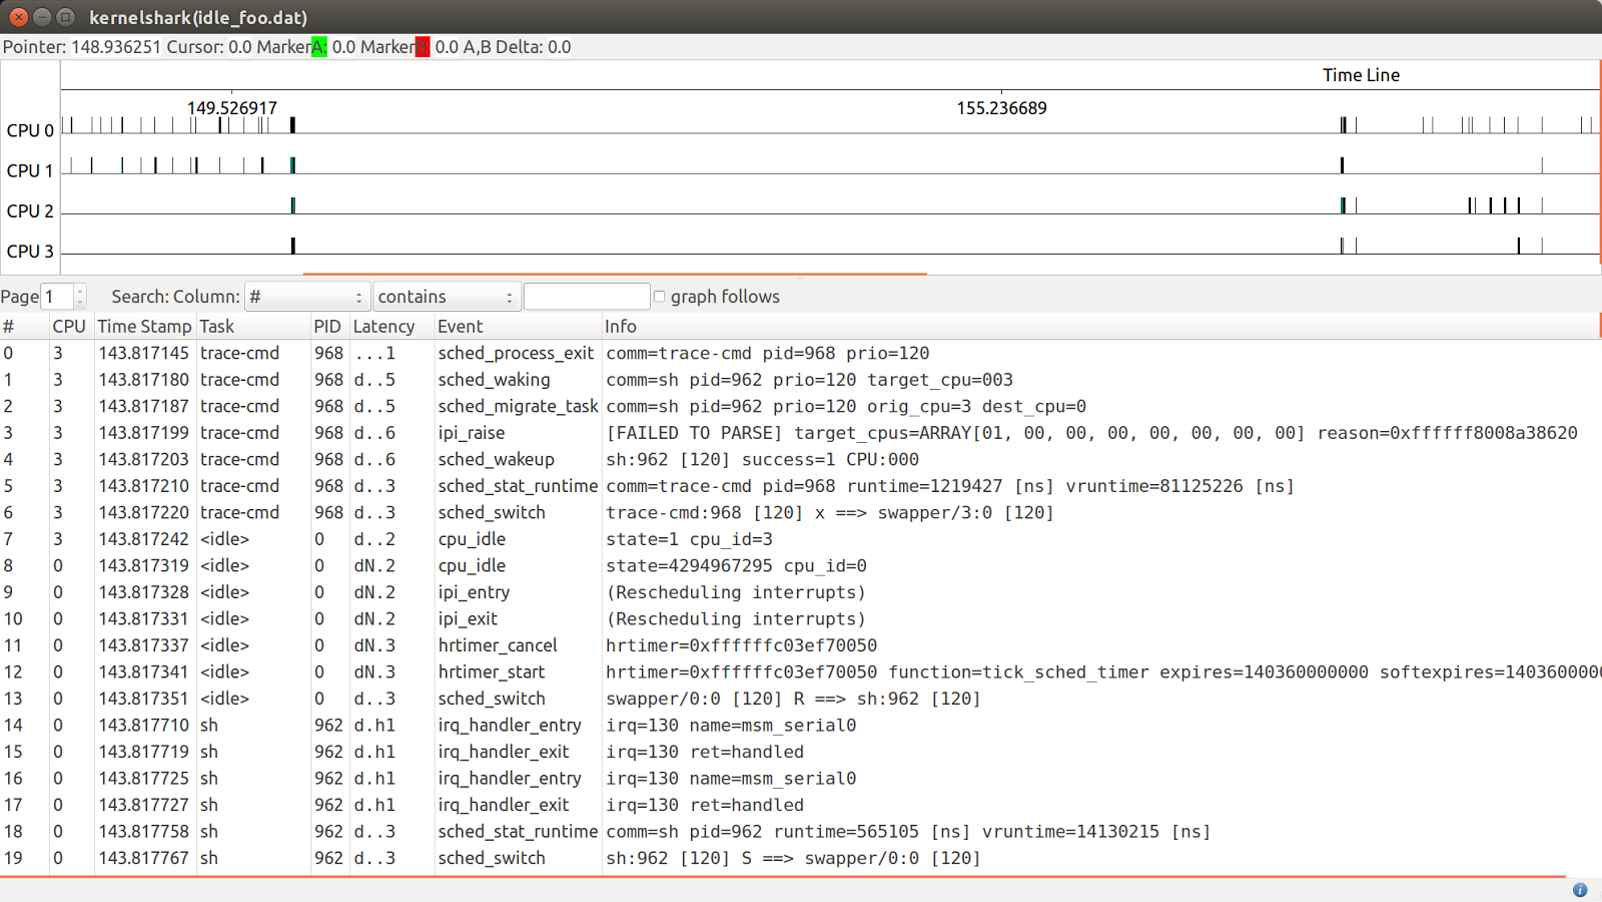 kernelshark(idle_foo.dat)
Pointer: 148.936251 Cursor: 0.0 MarkerA: 0.0 MarkerB: 0.0 A,B Delta: 0.0
Time Line
149.526917 155.236689
CPU 0
CPU 1
CPU 2
CPU 3
Page 1 Search: Column: # contains graph follows
# CPU Time Stamp Task PID Latency Event Info
0 3 143.817145 trace-cmd 968 ...1 sched_process_exit comm=trace-cmd pid=968 prio=120
1 3 143.817180 trace-cmd 968 d..5 sched_waking comm=sh pid=962 prio=120 target_cpu=003
2 3 143.817187 trace-cmd 968 d..5 sched_migrate_task comm=sh pid=962 prio=120 orig_cpu=3 dest_cpu=0
3 3 143.817199 trace-cmd 968 d..6 ipi_raise [FAILED TO PARSE] target_cpus=ARRAY[01, 00, 00, 00, 00, 00, 00, 00] reason=0xffffff8008a38620
4 3 143.817203 trace-cmd 968 d..6 sched_wakeup sh:962 [120] success=1 CPU:000
5 3 143.817210 trace-cmd 968 d..3 sched_stat_runtime comm=trace-cmd pid=968 runtime=1219427 [ns] vruntime=81125226 [ns]
6 3 143.817220 trace-cmd 968 d..3 sched_switch trace-cmd:968 [120] x ==> swapper/3:0 [120]
7 3 143.817242 <idle> 0 d..2 cpu_idle state=1 cpu_id=3
8 0 143.817319 <idle> 0 dN.2 cpu_idle state=4294967295 cpu_id=0
9 0 143.817328 <idle> 0 dN.2 ipi_entry (Rescheduling interrupts)
10 0 143.817331 <idle> 0 dN.2 ipi_exit (Rescheduling interrupts)
11 0 143.817337 <idle> 0 dN.3 hrtimer_cancel hrtimer=0xffffffc03ef70050
12 0 143.817341 <idle> 0 dN.3 hrtimer_start hrtimer=0xffffffc03ef70050 function=tick_sched_timer expires=140360000000 softexpires=1403600000
13 0 143.817351 <idle> 0 d..3 sched_switch swapper/0:0 [120] R ==> sh:962 [120]
14 0 143.817710 sh 962 d.h1 irq_handler_entry irq=130 name=msm_serial0
15 0 143.817719 sh 962 d.h1 irq_handler_exit irq=130 ret=handled
16 0 143.817725 sh 962 d.h1 irq_handler_entry irq=130 name=msm_serial0
17 0 143.817727 sh 962 d.h1 irq_handler_exit irq=130 ret=handled
18 0 143.817758 sh 962 d..3 sched_stat_runtime comm=sh pid=962 runtime=565105 [ns] vruntime=14130215 [ns]
19 0 143.817767 sh 962 d..3 sched_switch sh:962 [120] S ==> swapper/0:0 [120]